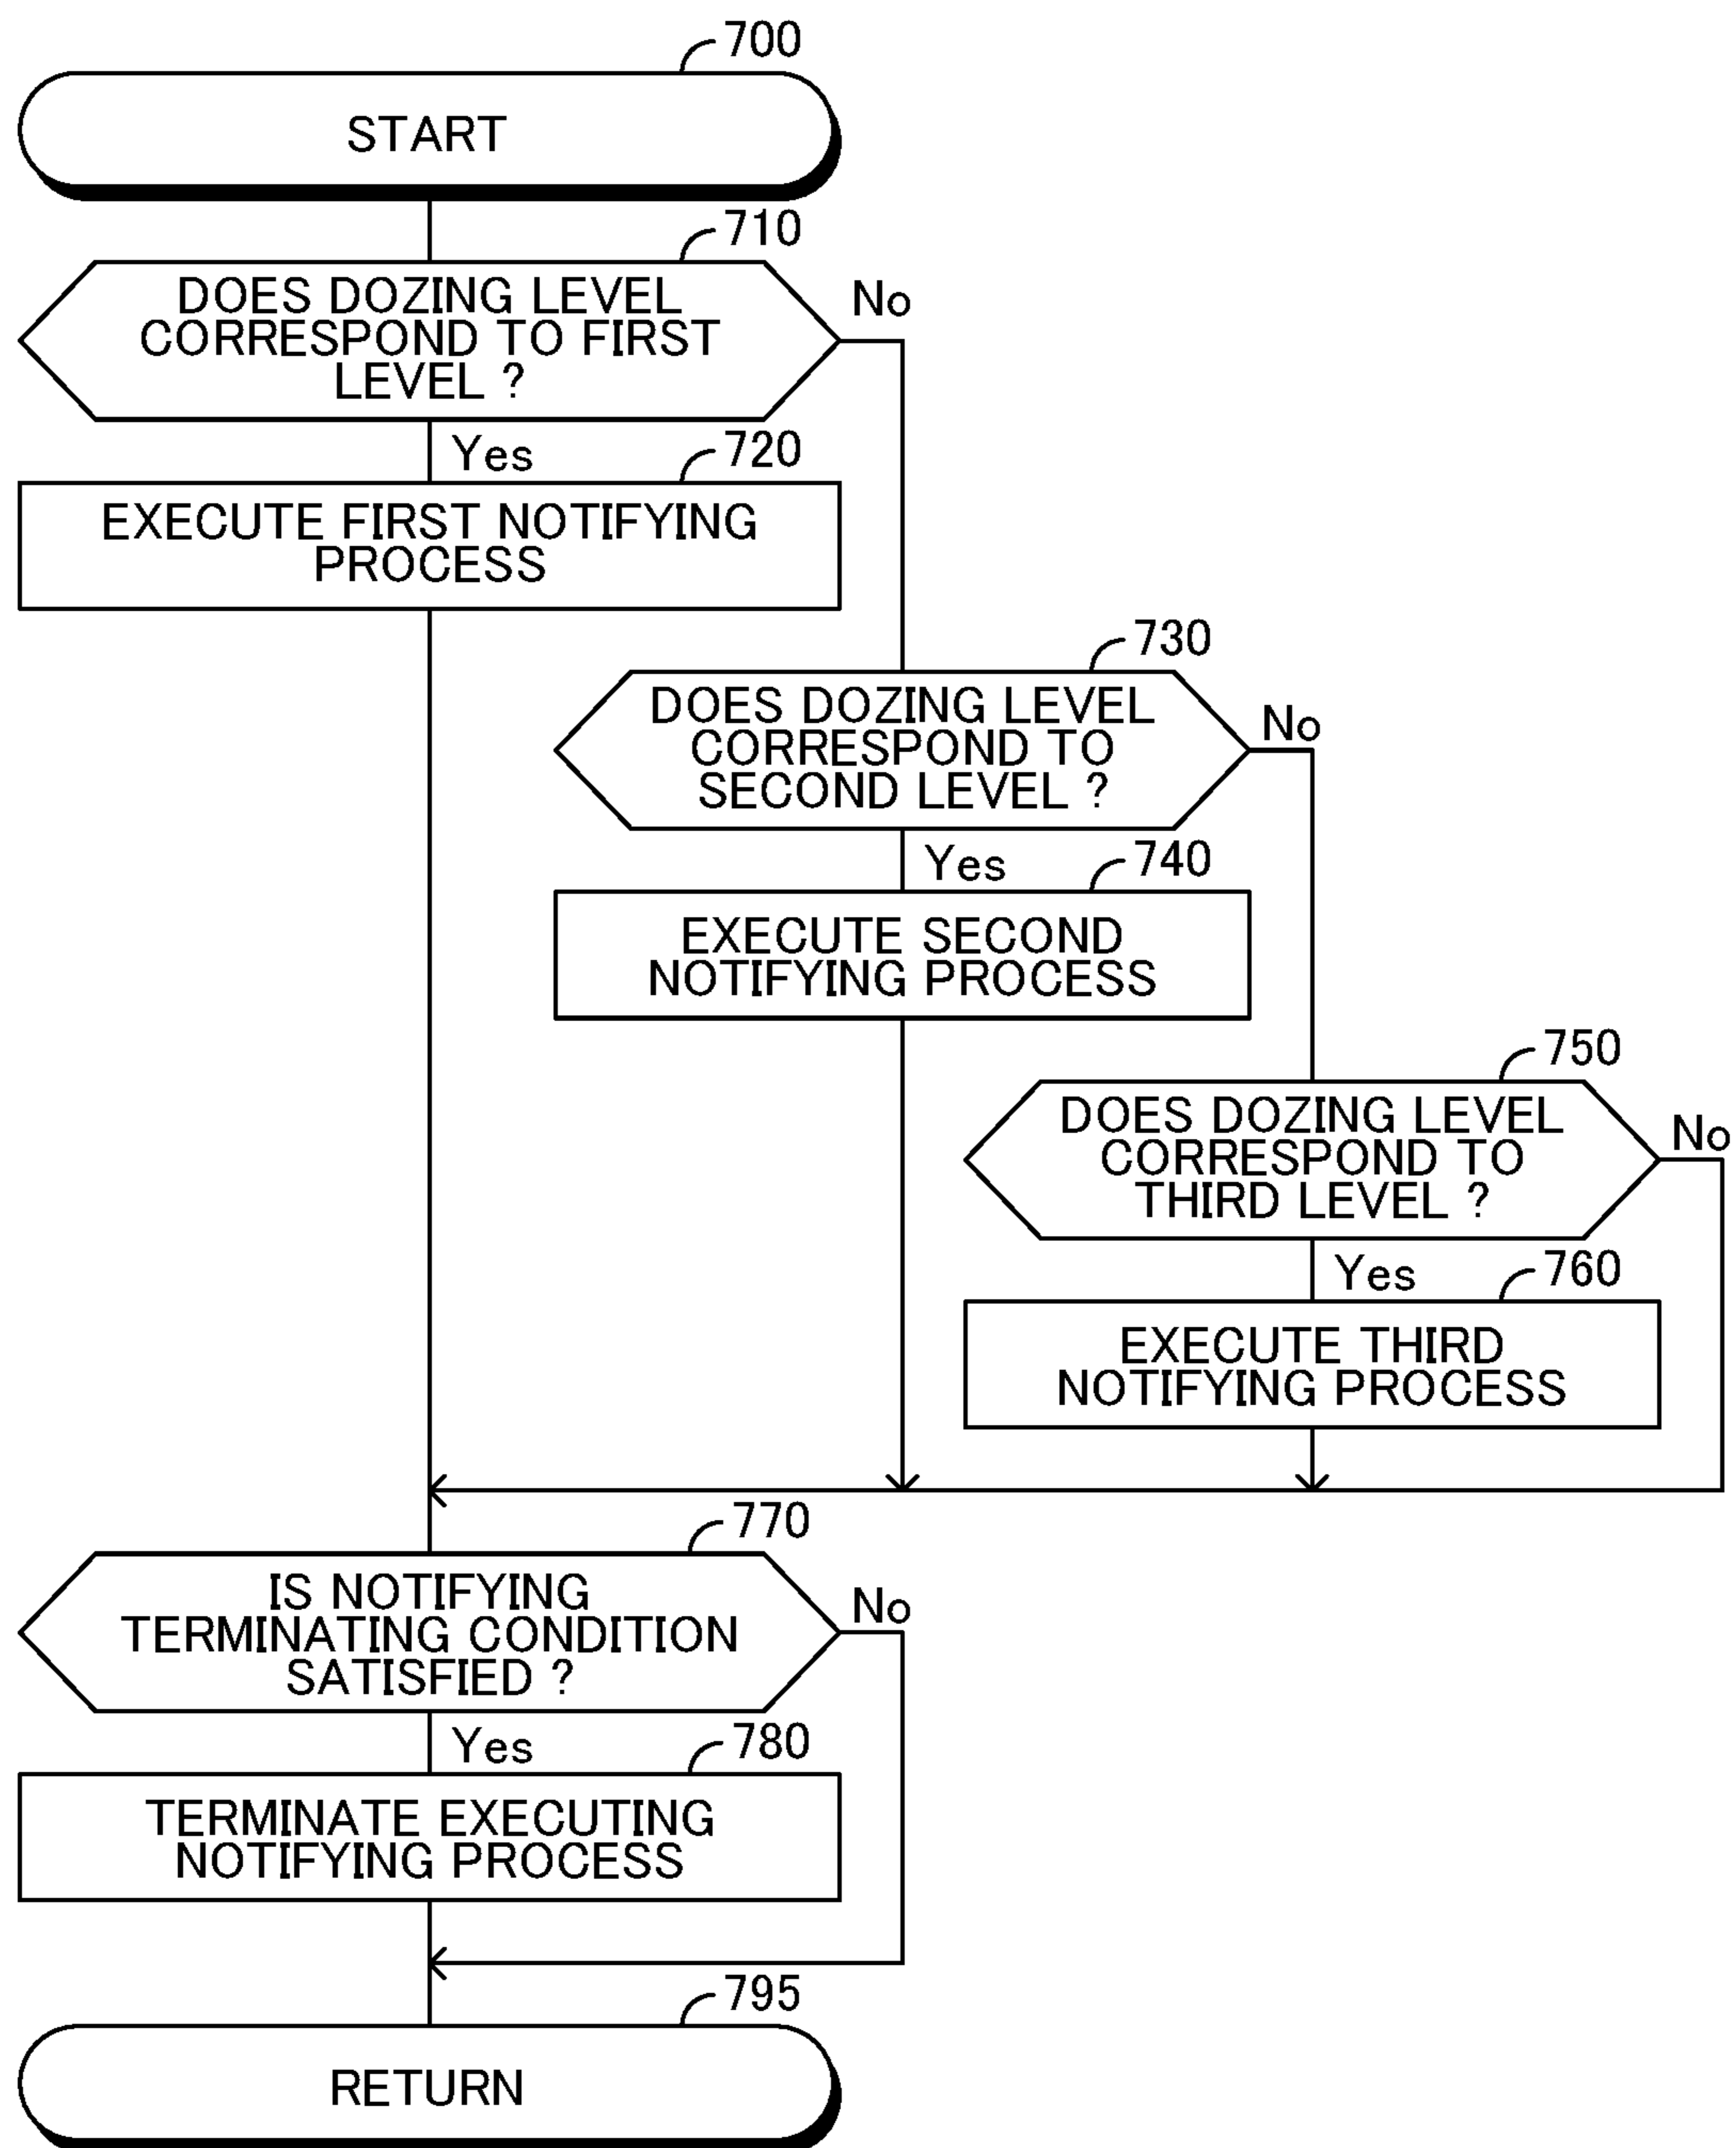 700
START
710
DOES DOZING LEVEL
CORRESPOND TO FIRST
LEVEL ?
No
Yes
720
EXECUTE FIRST NOTIFYING
PROCESS
730
DOES DOZING LEVEL
CORRESPOND TO
SECOND LEVEL ?
No
Yes
740
EXECUTE SECOND
NOTIFYING PROCESS
750
DOES DOZING LEVEL
CORRESPOND TO
THIRD LEVEL ?
No
Yes
760
EXECUTE THIRD
NOTIFYING PROCESS
770
IS NOTIFYING
TERMINATING CONDITION
SATISFIED ?
No
Yes
780
TERMINATE EXECUTING
NOTIFYING PROCESS
795
RETURN